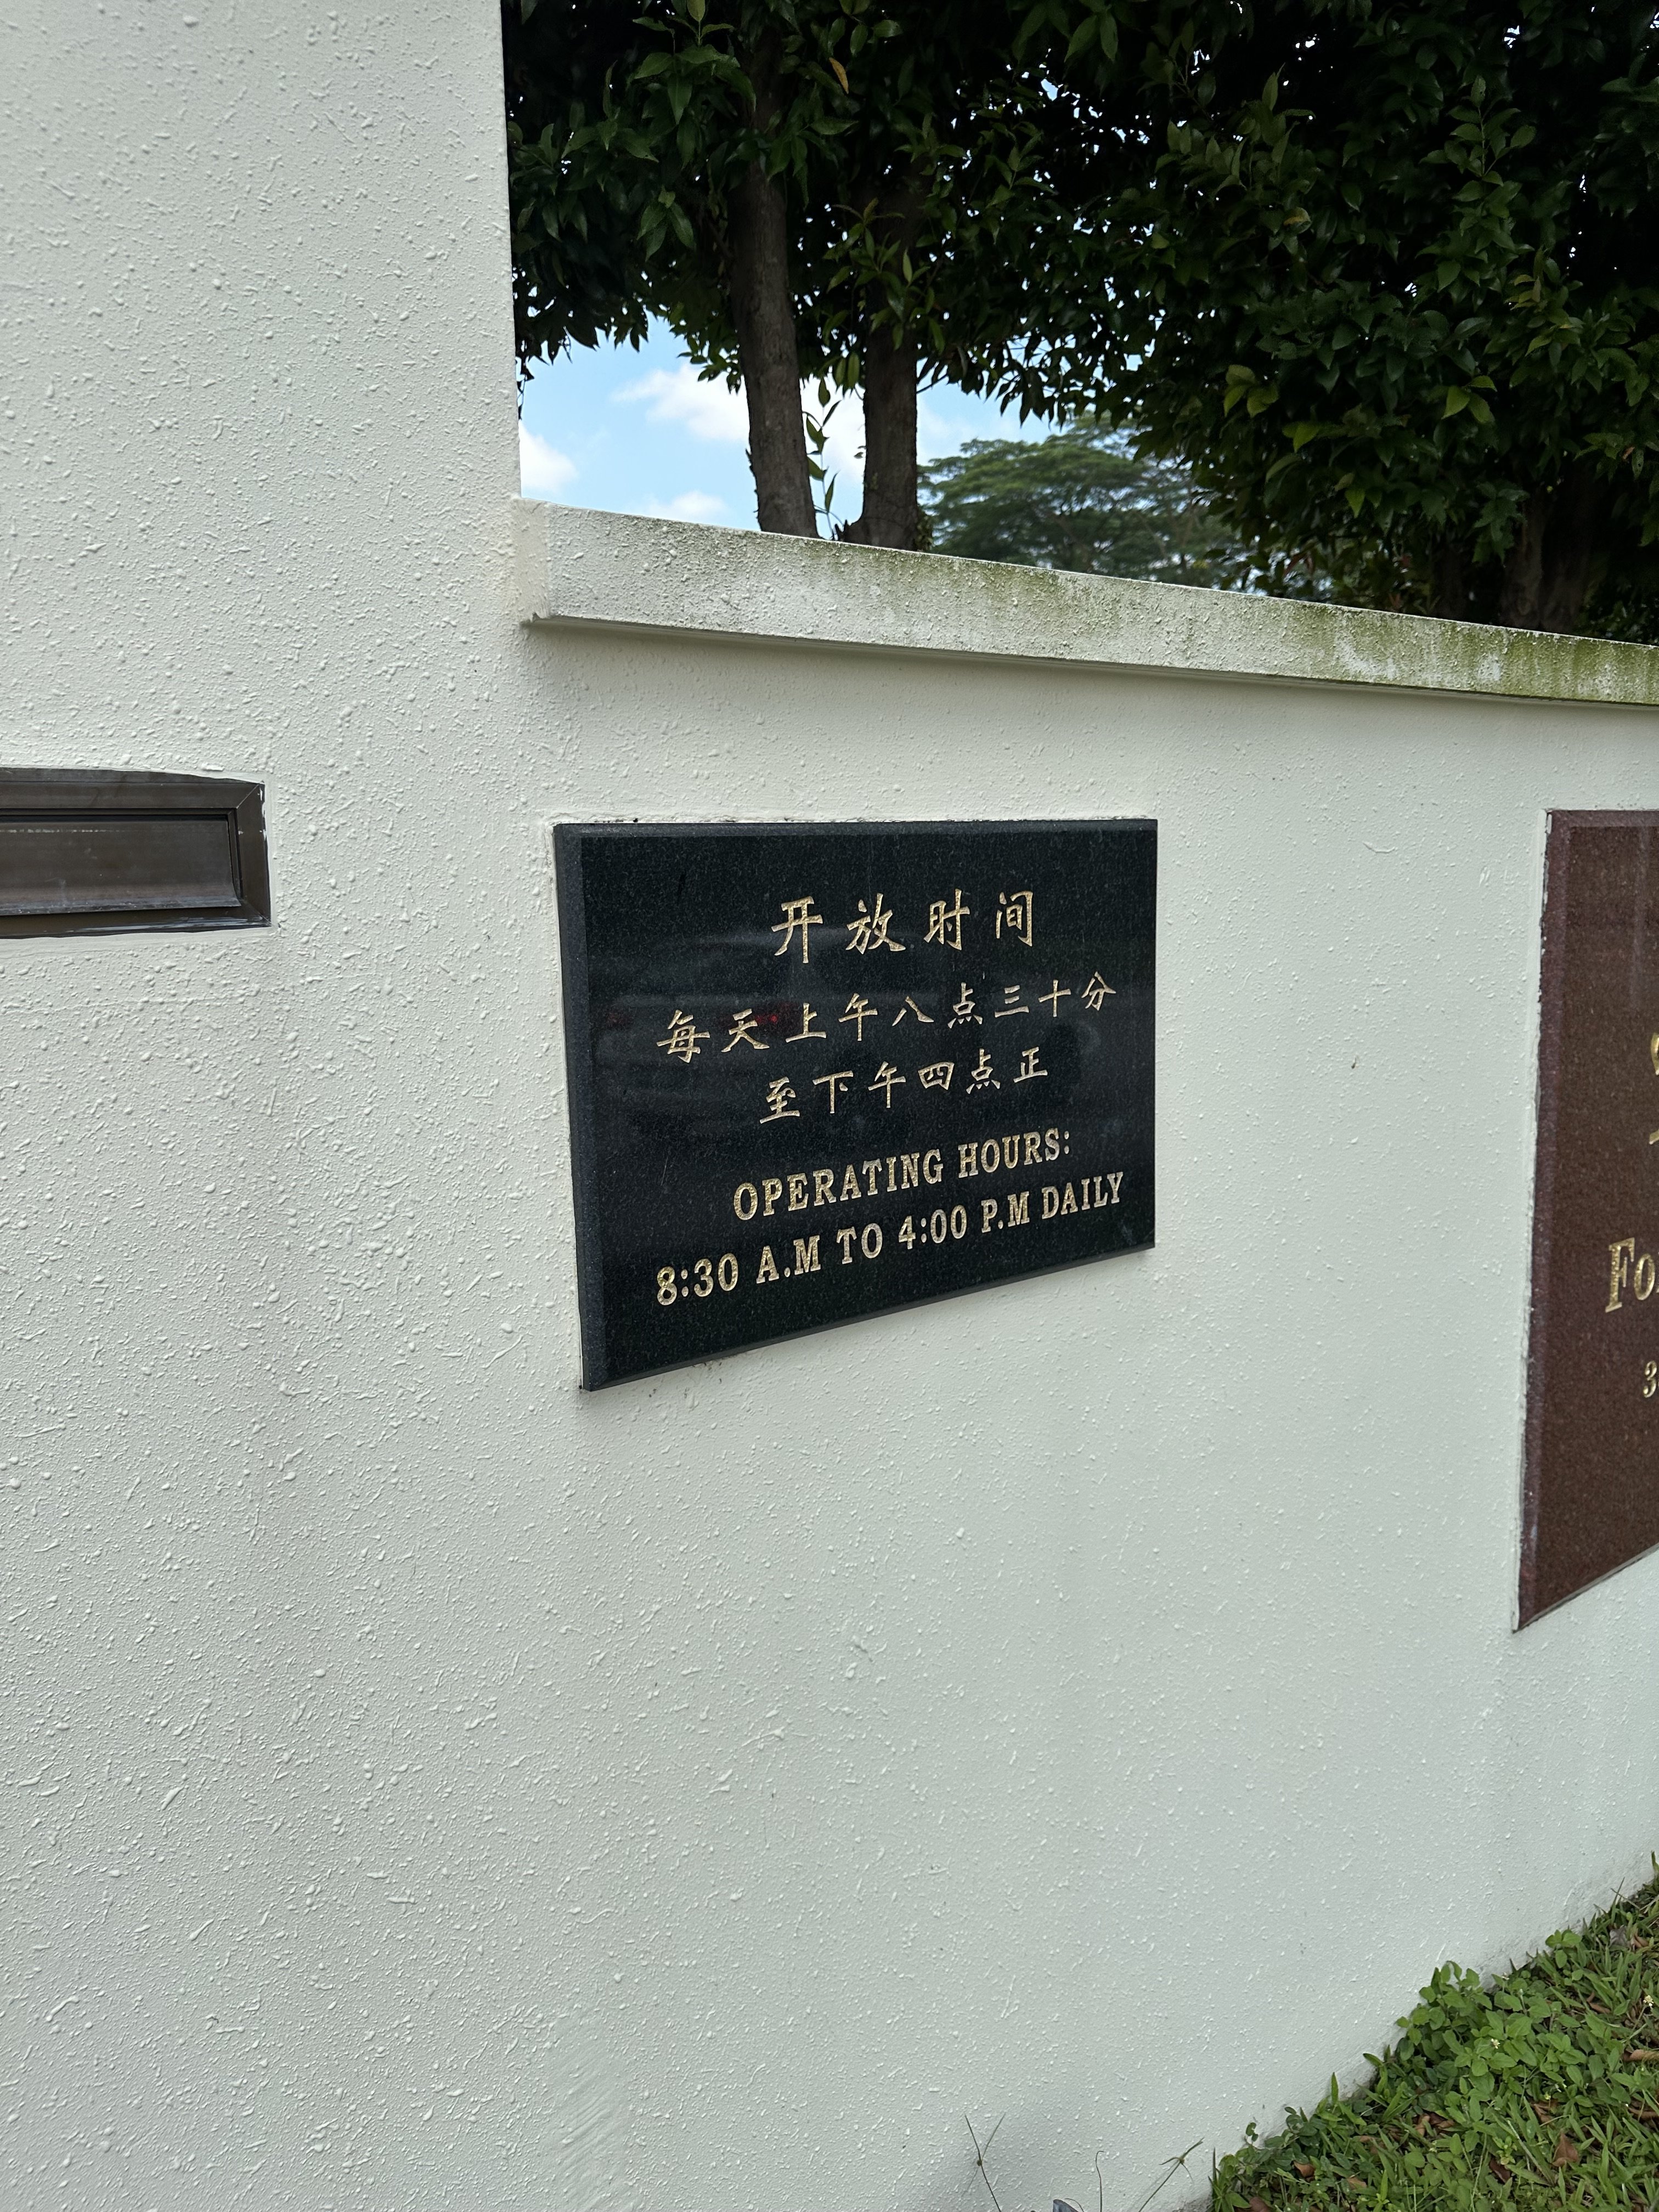 开放时间
每天上午八点三十分
至下午四点正
OPERATING HOURS:
8:30 A.M TO 4:00 P.M DAILY